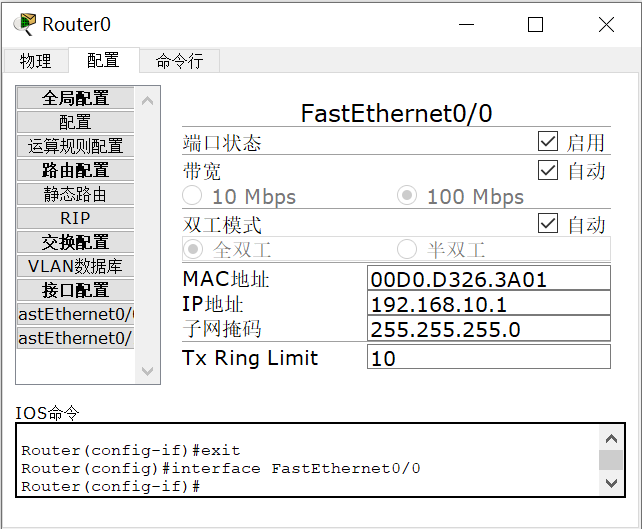 Router0
物理 配置 命令行
全局配置
配置
运算规则配置
路由配置
静态路由
RIP
交换配置
VLAN数据库
接口配置
astEthernet0/0
astEthernet0/
FastEthernet0/0
端口状态 启用
带宽 自动
10 Mbps 100 Mbps
双工模式 自动
全双工 半双工
MAC地址 00D0.D326.3A01
IP地址 192.168.10.1
子网掩码 255.255.255.0
Tx Ring Limit 10
IOS命令
Router(config-if)#exit
Router(config)#interface FastEthernet0/0
Router(config-if)#